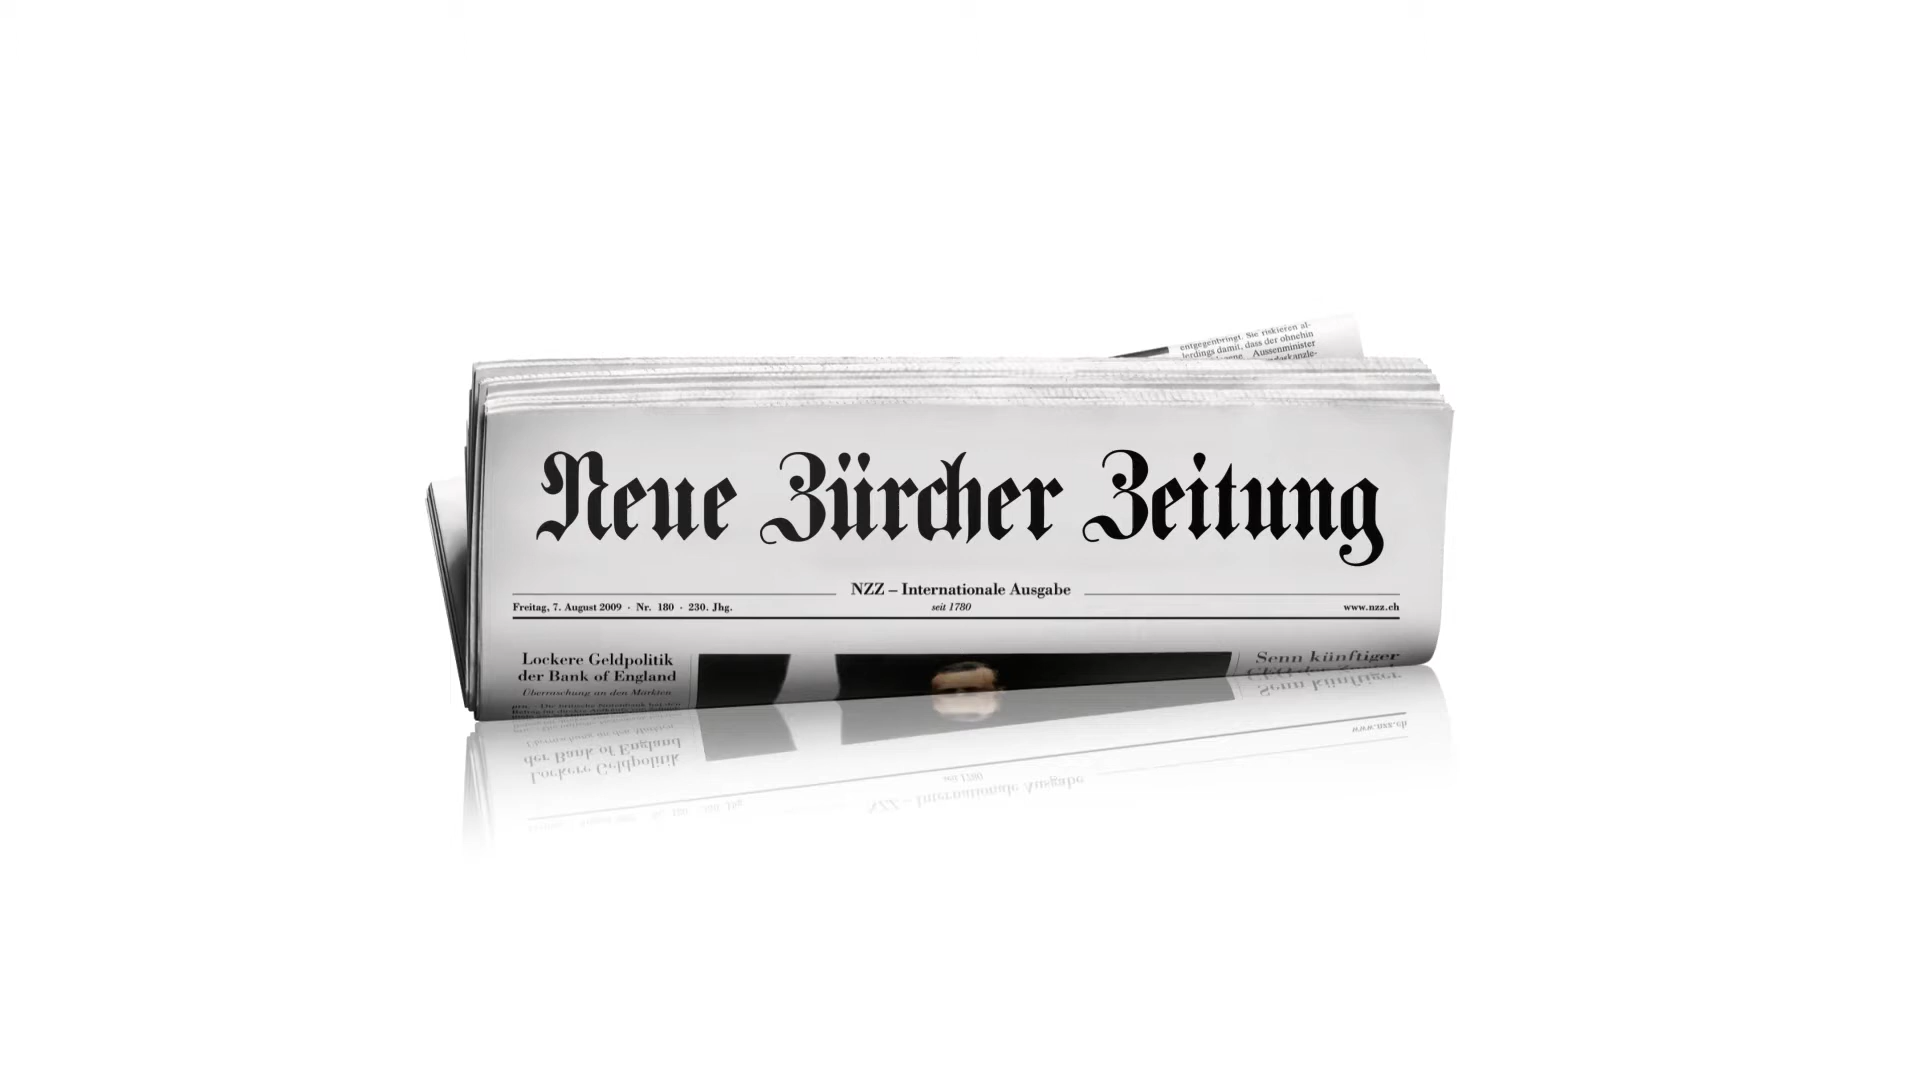 entgegenbringt. Sie riskieren al-
lerdings damit, dass der ohnehin
Aussenminister
Neue Zürcher Zeitung
NZZ – Internationale Ausgabe
Freitag, 7. August 2009 · Nr. 180 · 230. Jhg.
seit 1780
www.nzz.ch
Lockere Geldpolitik
der Bank of England
Überraschung an den Märkten
Senn künftiger